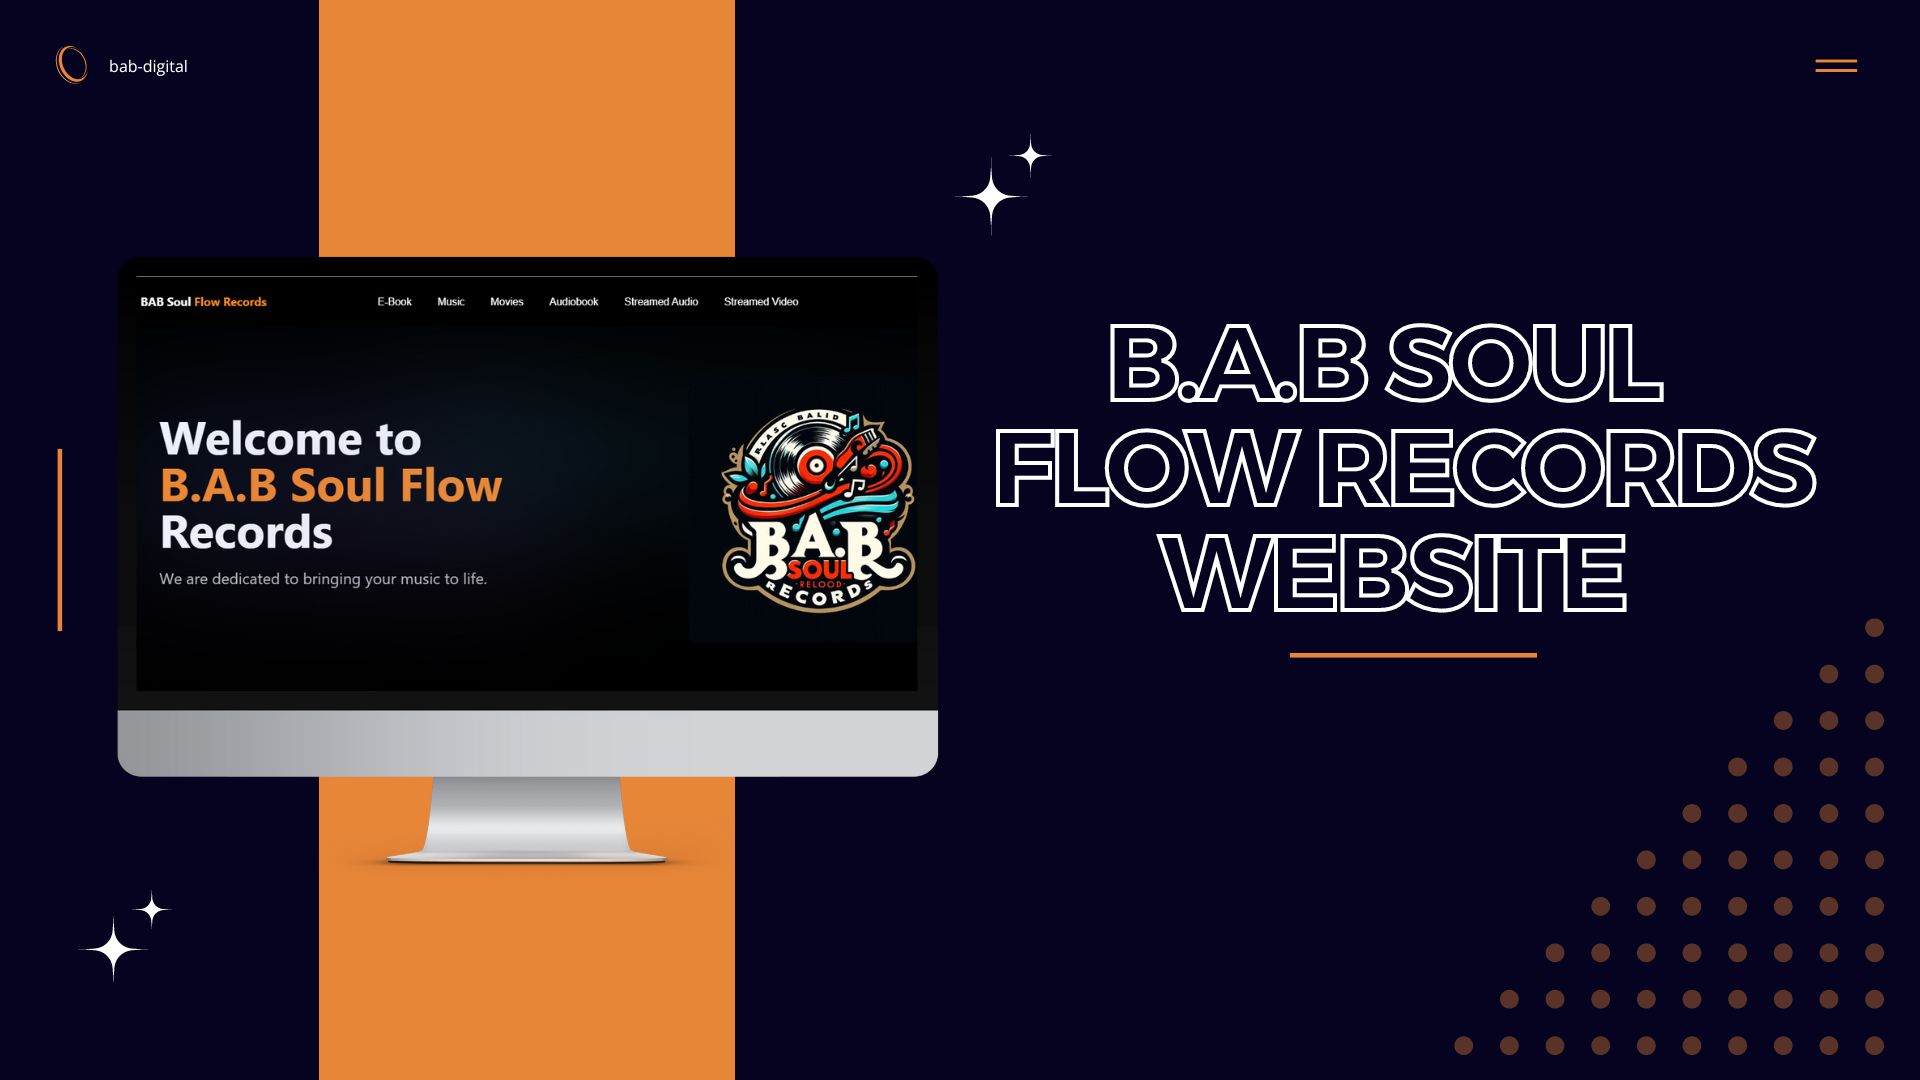 bab-digital
BAB Soul Flow Records
E-Book Music Movies Audiobook Streamed Audio Streamed Video
Welcome to
B.A.B Soul Flow
Records
We are dedicated to bringing your music to life.
BLASC BALID
B.A.B
SOUL
·RELOOD·
RECORDS
B.A.B SOUL
FLOW RECORDS
WEBSITE